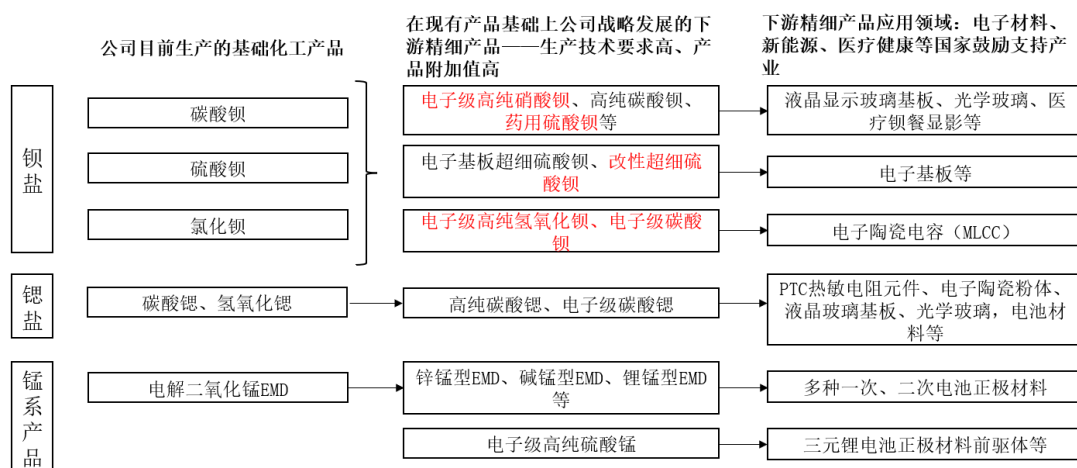 公司目前生产的基础化工产品
在现有产品基础上公司战略发展的下
游精细产品——生产技术要求高、产
品附加值高
下游精细产品应用领域：电子材料、
新能源、医疗健康等国家鼓励支持产
业
钡
盐
碳酸钡
硫酸钡
氯化钡
电子级高纯硝酸钡、高纯碳酸钡、
药用硫酸钡等
液晶显示玻璃基板、光学玻璃、医
疗钡餐显影等
电子基板超细硫酸钡、改性超细硫
酸钡
电子基板等
电子级高纯氢氧化钡、电子级碳酸
钡
电子陶瓷电容（MLCC）
锶
盐
碳酸锶、氢氧化锶
高纯碳酸锶、电子级碳酸锶
PTC热敏电阻元件、电子陶瓷粉体、
液晶玻璃基板、光学玻璃，电池材
料等
锰
系
产
品
电解二氧化锰EMD
锌锰型EMD、碱锰型EMD、锂锰型EMD
等
多种一次、二次电池正极材料
电子级高纯硫酸锰
三元锂电池正极材料前驱体等